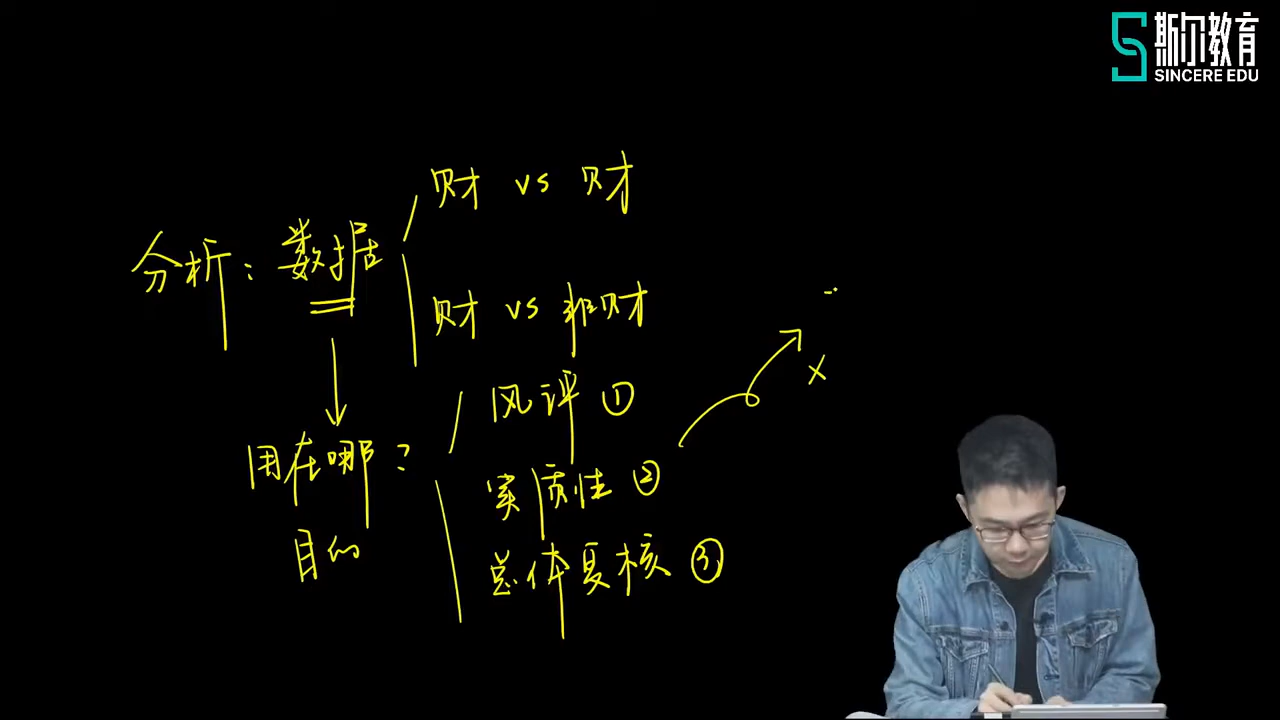 斯尔教育
SINCERE EDU
财 vs 财
分析：数据
财 vs 非财
风评 ①
x
用在哪？
实质性 ②
目的
总体复核 ③